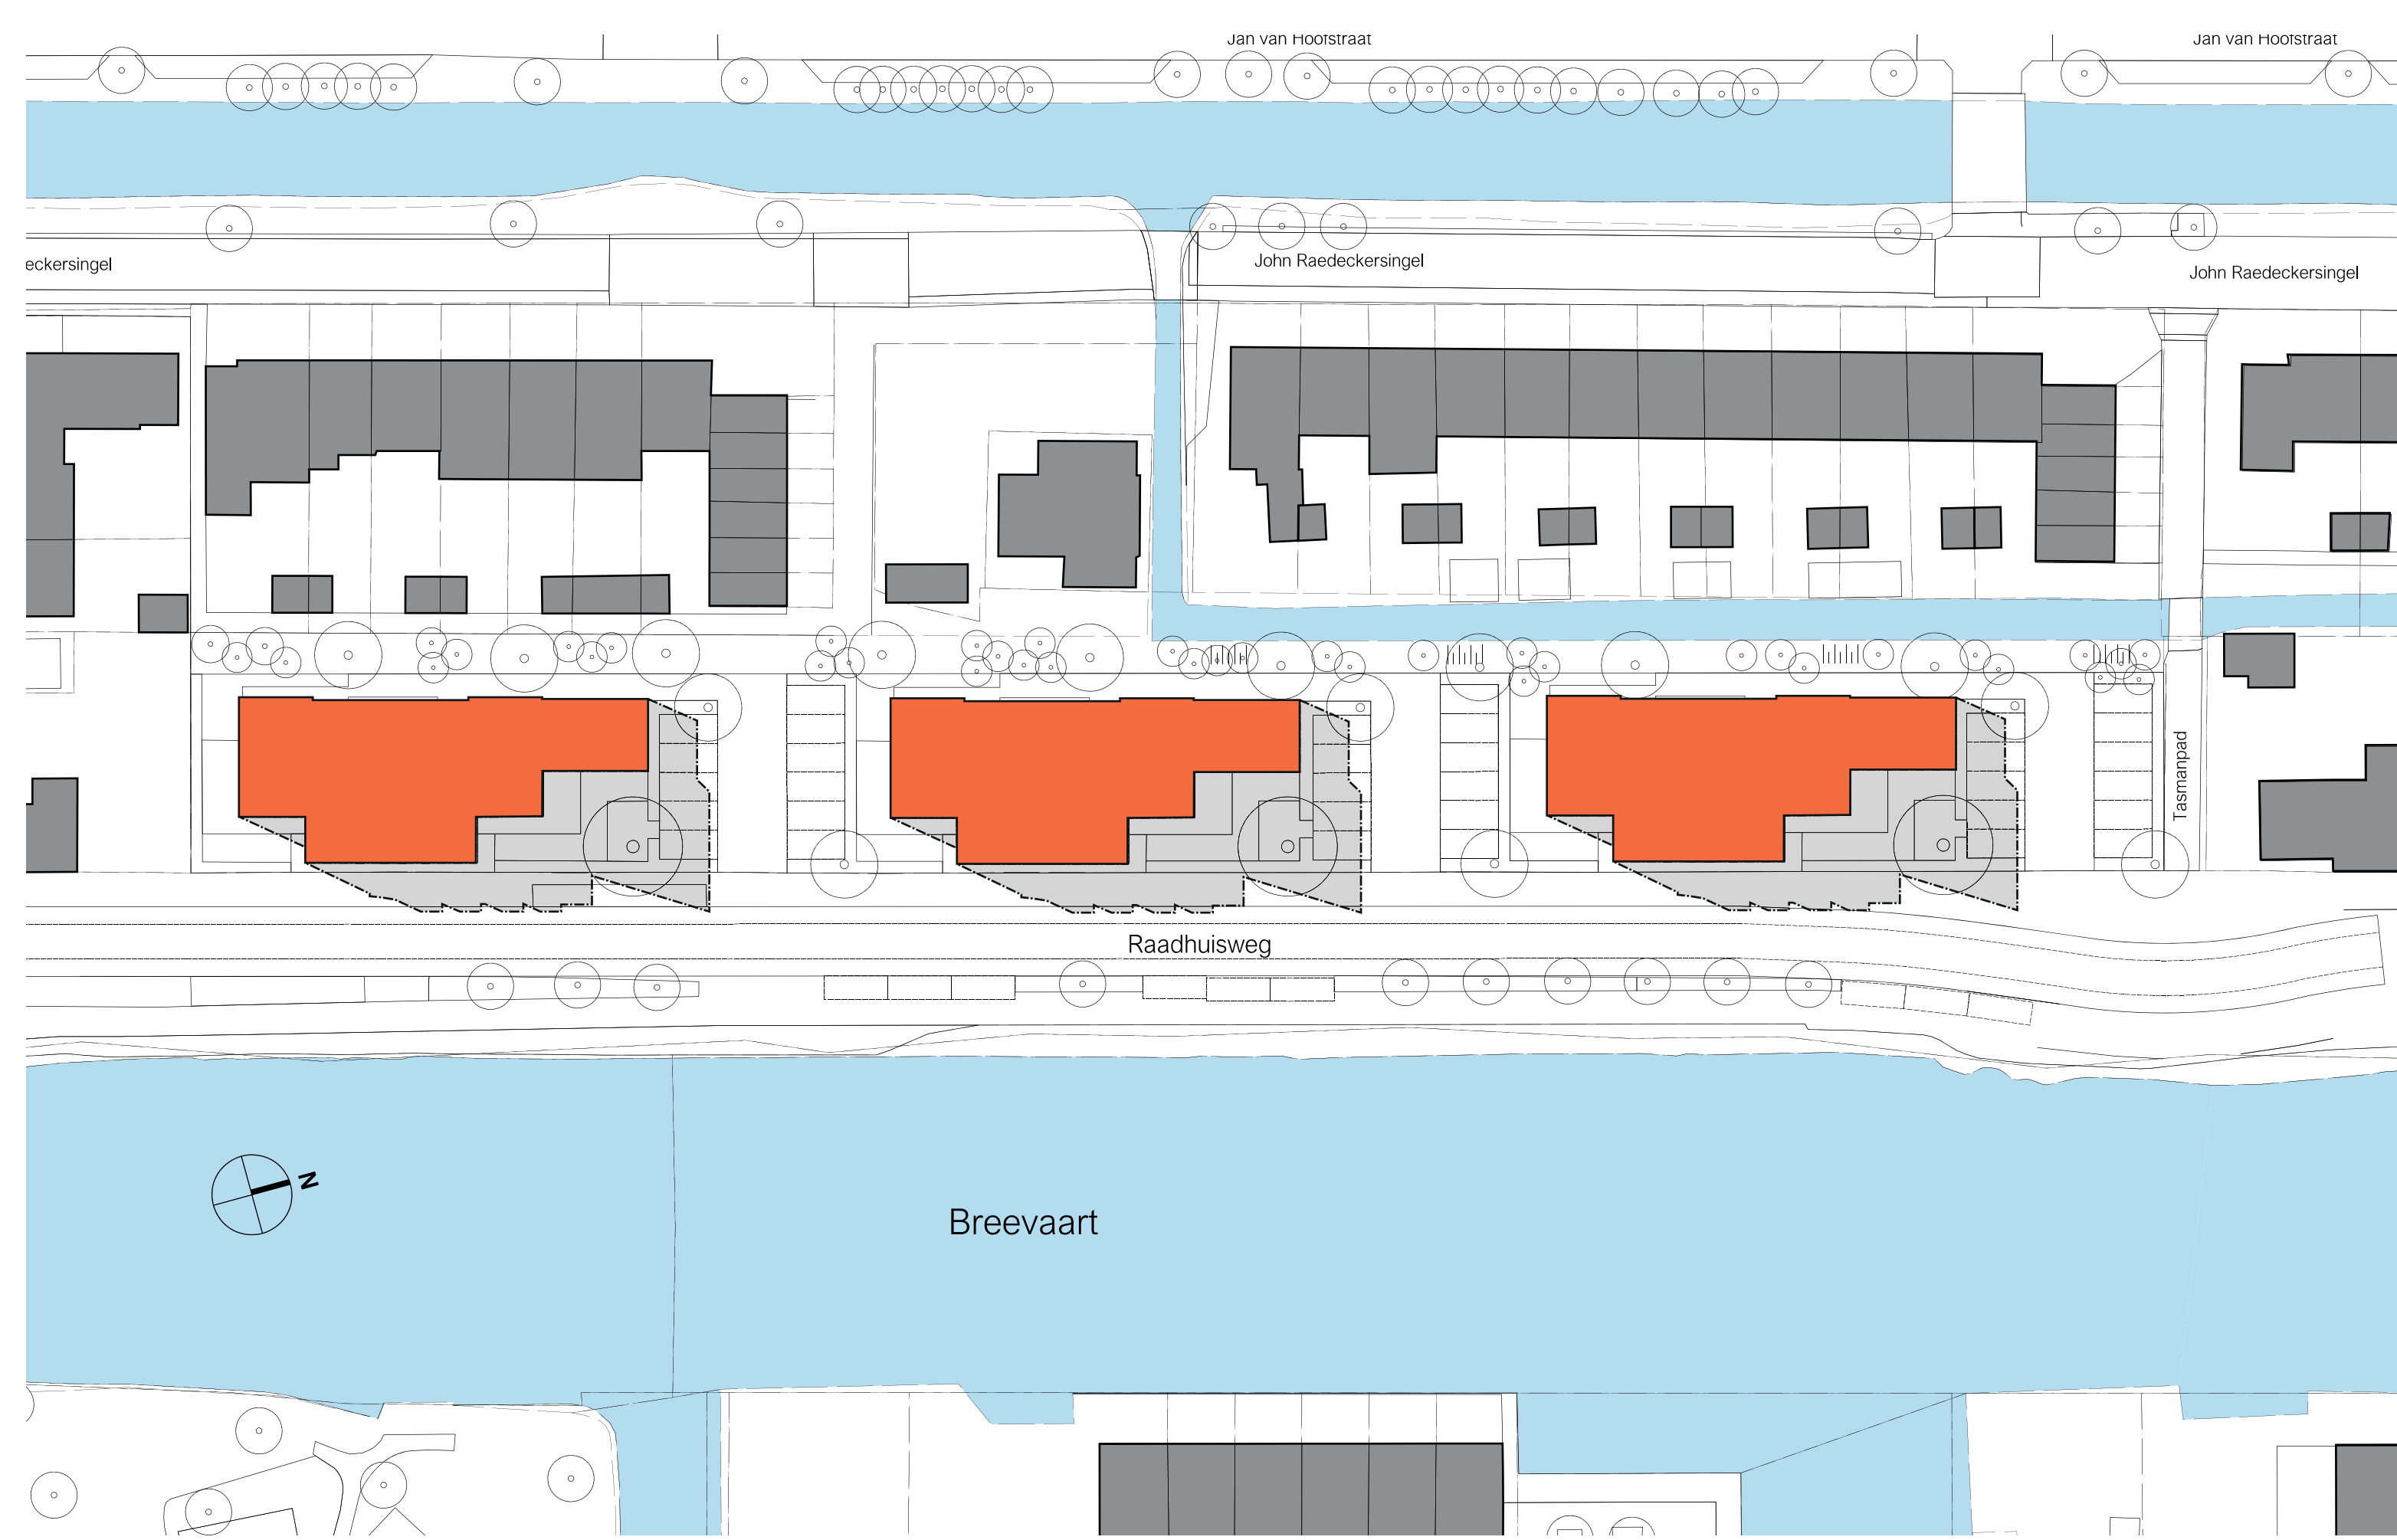 Jan van Hoofstraat
Jan van Hoofstraat
eckersingel
John Raedeckersingel
John Raedeckersingel
Tasmanpad
Raadhuisweg
N
Breevaart